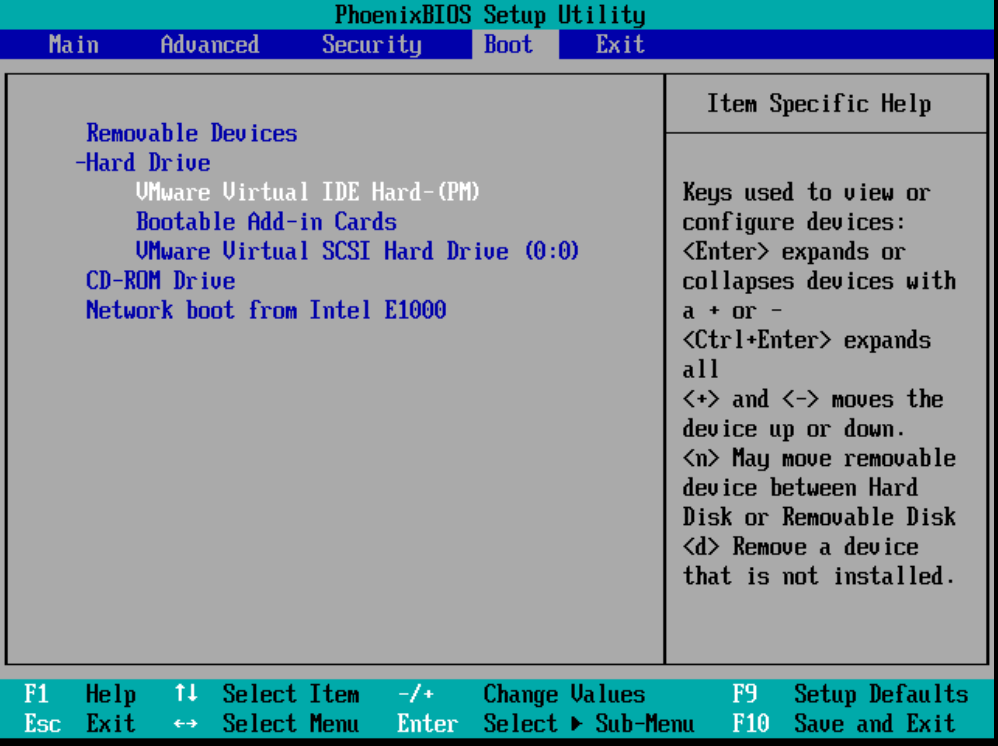 PhoenixBIOS Setup Utility
Main Advanced Security Boot Exit
Removable Devices
-Hard Drive
VMware Virtual IDE Hard-(PM)
Bootable Add-in Cards
VMware Virtual SCSI Hard Drive (0:0)
CD-ROM Drive
Network boot from Intel E1000
Item Specific Help
Keys used to view or
configure devices:
<Enter> expands or
collapses devices with
a + or -
<Ctrl+Enter> expands
all
<+> and <-> moves the
device up or down.
<n> May move removable
device between Hard
Disk or Removable Disk
<d> Remove a device
that is not installed.
F1 Help ↑↓ Select Item -/+ Change Values F9 Setup Defaults
Esc Exit ↔ Select Menu Enter Select ▶ Sub-Menu F10 Save and Exit